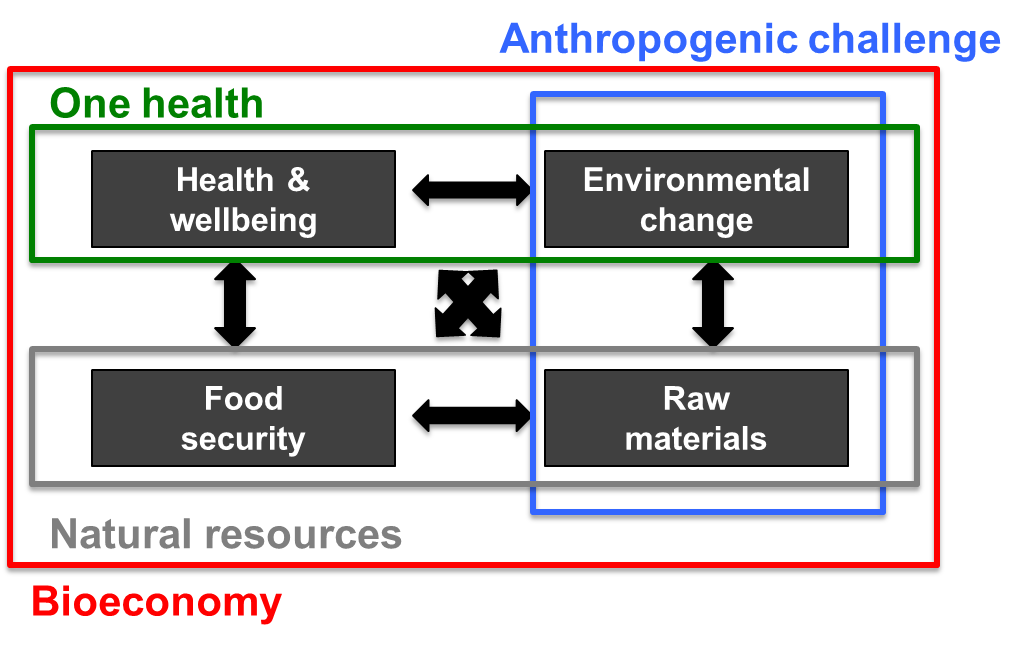 Anthropogenic challenge
One health
Health &
wellbeing
Environmental
change
Food
security
Raw
materials
Natural resources
Bioeconomy